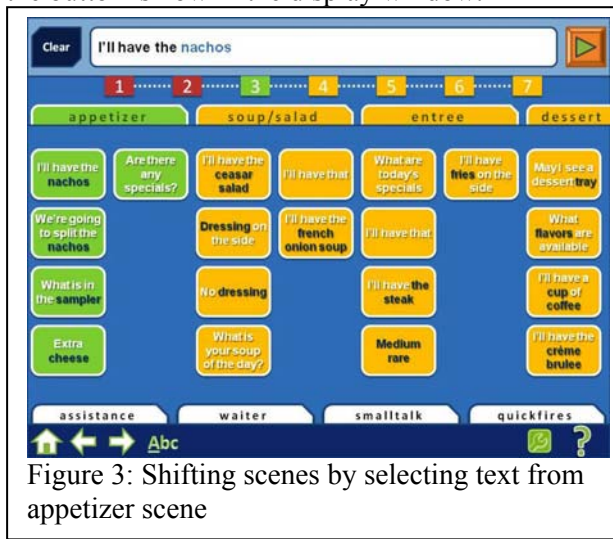 Clear
I'll have the nachos
1 2 3 4 5 6 7
appetizer
soup/salad
entree
dessert
I'll have the
nachos
Are there
any
specials?
I'll have the
ceasar
salad
I'll have that
What are
today's
specials
I'll have
fries on the
side
May I see a
dessert tray
We're going
to split the
nachos
Dressing on
the side
I'll have the
french
onion soup
I'll have that
What
flavors are
available
What is in
the sampler
No dressing
I'll have the
steak
I'll have a
cup of
coffee
Extra
cheese
What is
your soup
of the day?
Medium
rare
I'll have the
créme
brulee
assistance
waiter
smalltalk
quickfires
Abc
?
Figure 3: Shifting scenes by selecting text from
appetizer scene